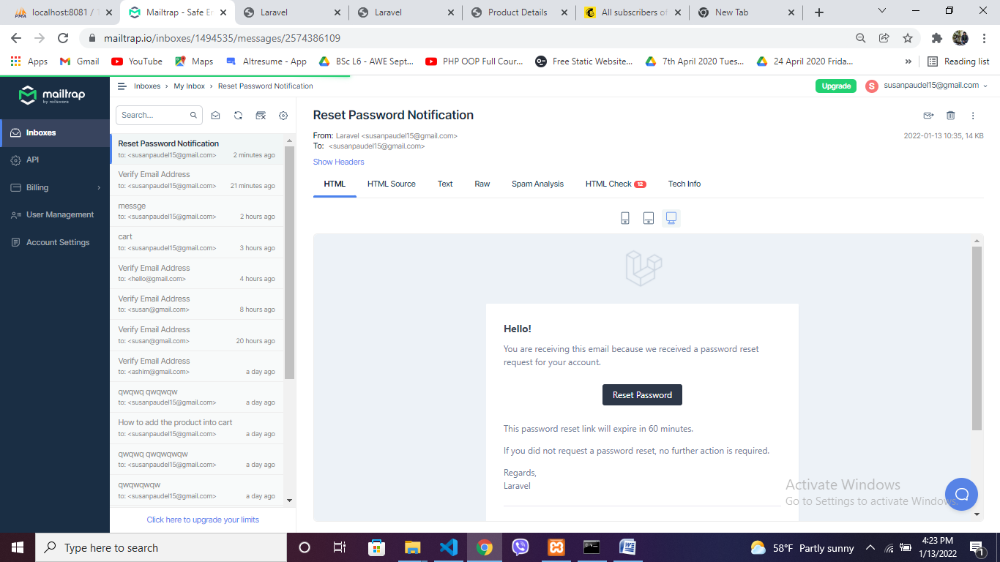 localhost:8081 / 1
Mailtrap - Safe Em
Laravel
Laravel
Product Details
All subscribers of
New Tab
mailtrap.io/inboxes/1494535/messages/2574386109
Apps
Gmail
YouTube
Maps
Altresume - App
BSc L6 - AWE Sept...
PHP OOP Full Cour...
Free Static Website...
7th April 2020 Tues...
24 April 2020 Frida...
»
Reading list
mailtrap
by railsware
Inboxes
API
Billing
User Management
Account Settings
Inboxes › My Inbox › Reset Password Notification
Upgrade
S
susanpaudel15@gmail.com
Search...
Reset Password Notification
to: <susanpaudel15@gmail.com> 2 minutes ago
Verify Email Address
to: <susanpaudel15@gmail.com> 21 minutes ago
messge
to: <susanpaudel15@gmail.com> 2 hours ago
cart
to: <susanpaudel15@gmail.com> 3 hours ago
Verify Email Address
to: <hello@gmail.com> 4 hours ago
Verify Email Address
to: <susan@gmail.com> 8 hours ago
Verify Email Address
to: <susan@gmail.com> 20 hours ago
Verify Email Address
to: <ashim@gmail.com> a day ago
qwqwq qwqwqw
to: <susanpaudel15@gmail.com> a day ago
How to add the product into cart
to: <susanpaudel15@gmail.com> a day ago
qwqwq qwqwqwqw
to: <susanpaudel15@gmail.com> a day ago
qwqwqwqw
to: <susanpaudel15@gmail.com> a day ago
Click here to upgrade your limits
Reset Password Notification
From: Laravel <susanpaudel15@gmail.com>
2022-01-13 10:35, 14 KB
To: <susanpaudel15@gmail.com>
Show Headers
HTML
HTML Source
Text
Raw
Spam Analysis
HTML Check 12
Tech Info
Hello!
You are receiving this email because we received a password reset
request for your account.
Reset Password
This password reset link will expire in 60 minutes.
If you did not request a password reset, no further action is required.
Regards,
Laravel
Activate Windows
Go to Settings to activate Windows.
Type here to search
58°F Partly sunny
4:23 PM
1/13/2022
1